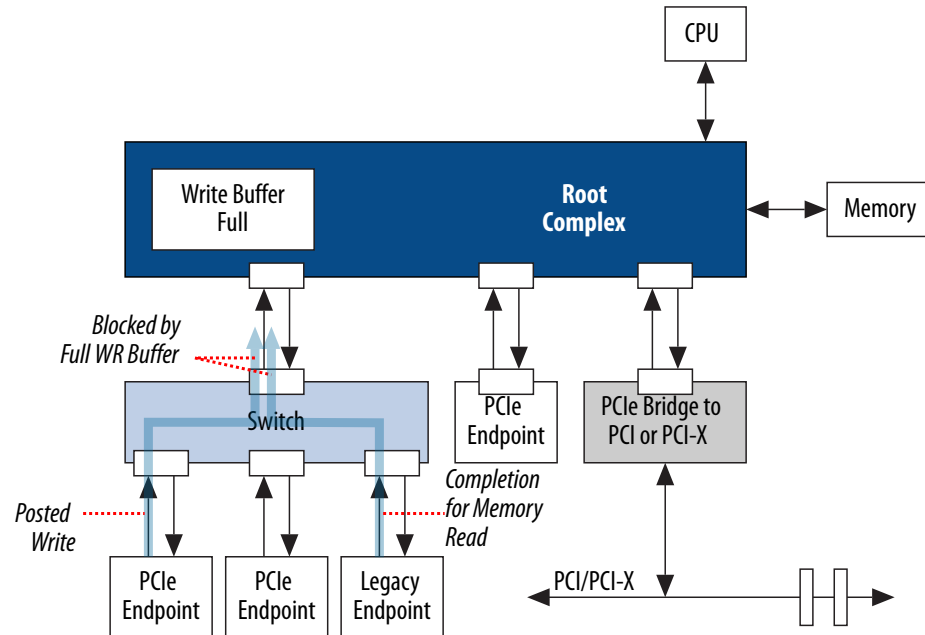 CPU
Write Buffer
Full
Root
Complex
Memory
Blocked by
Full WR Buffer
Switch
PCIe
Endpoint
PCIe Bridge to
PCI or PCI-X
Posted
Write
Completion
for Memory
Read
PCIe
Endpoint
PCIe
Endpoint
Legacy
Endpoint
PCI/PCI-X